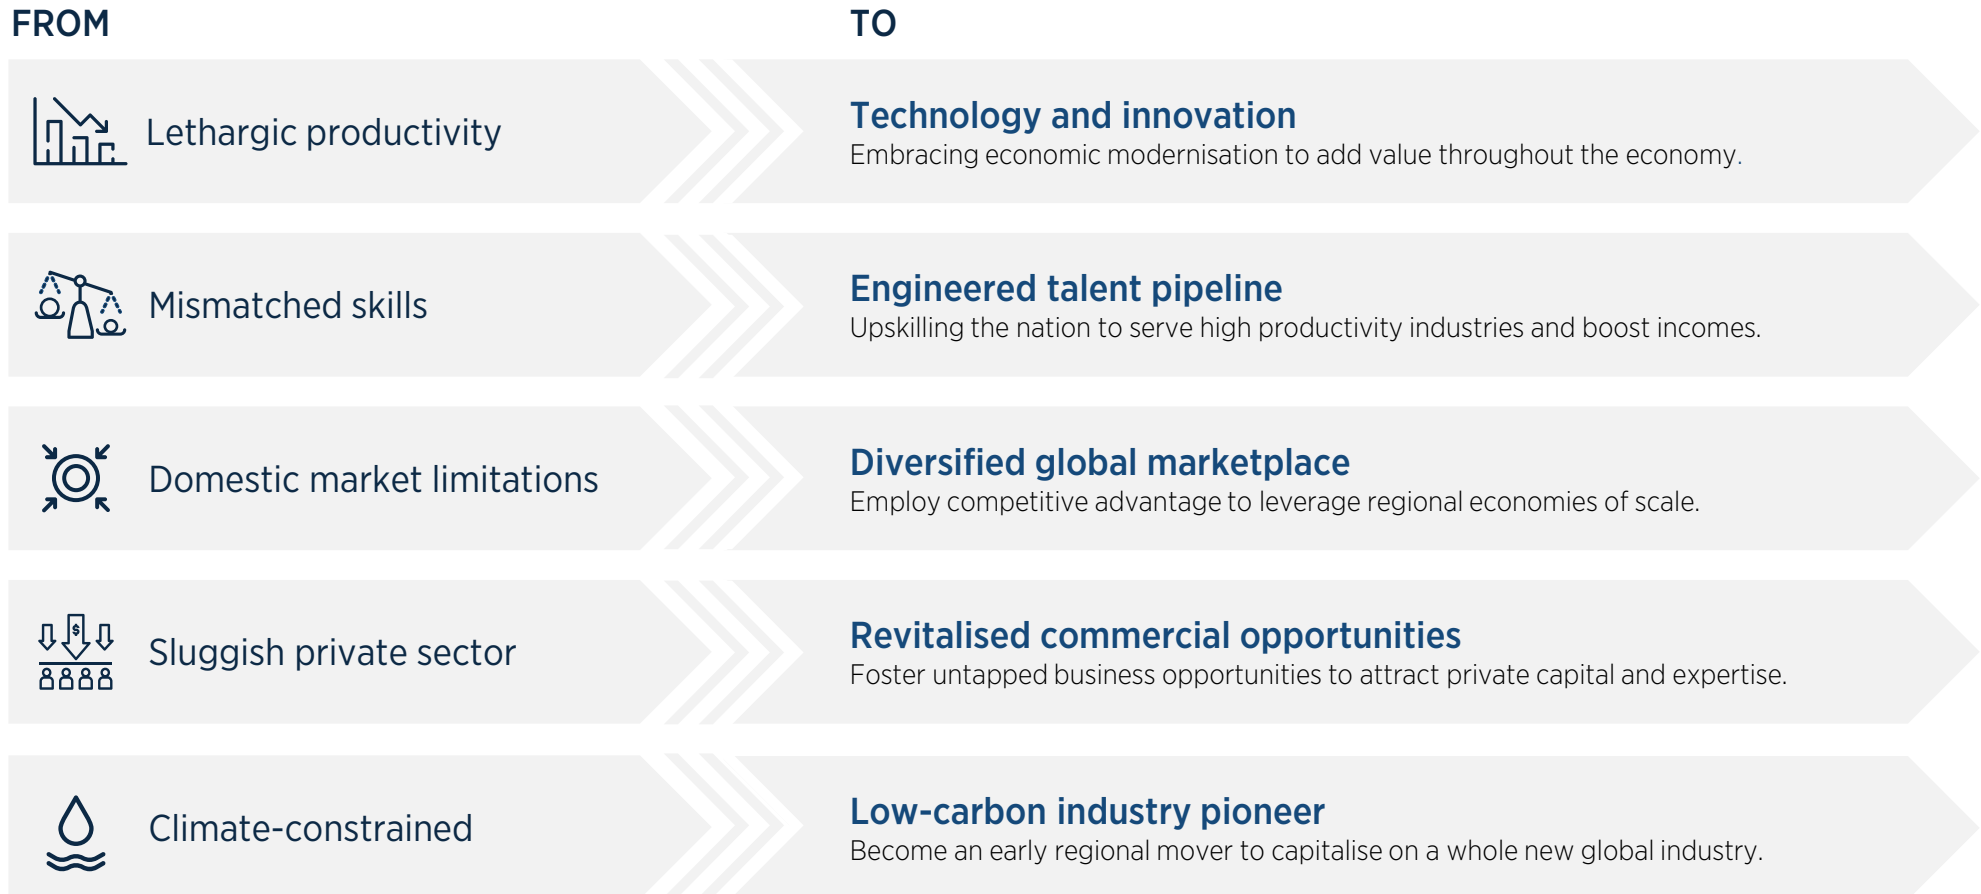 FROM
TO
Lethargic productivity
Technology and innovation
Embracing economic modernisation to add value throughout the economy.
Mismatched skills
Engineered talent pipeline
Upskilling the nation to serve high productivity industries and boost incomes.
Domestic market limitations
Diversified global marketplace
Employ competitive advantage to leverage regional economies of scale.
$
Sluggish private sector
Revitalised commercial opportunities
Foster untapped business opportunities to attract private capital and expertise.
Climate-constrained
Low-carbon industry pioneer
Become an early regional mover to capitalise on a whole new global industry.